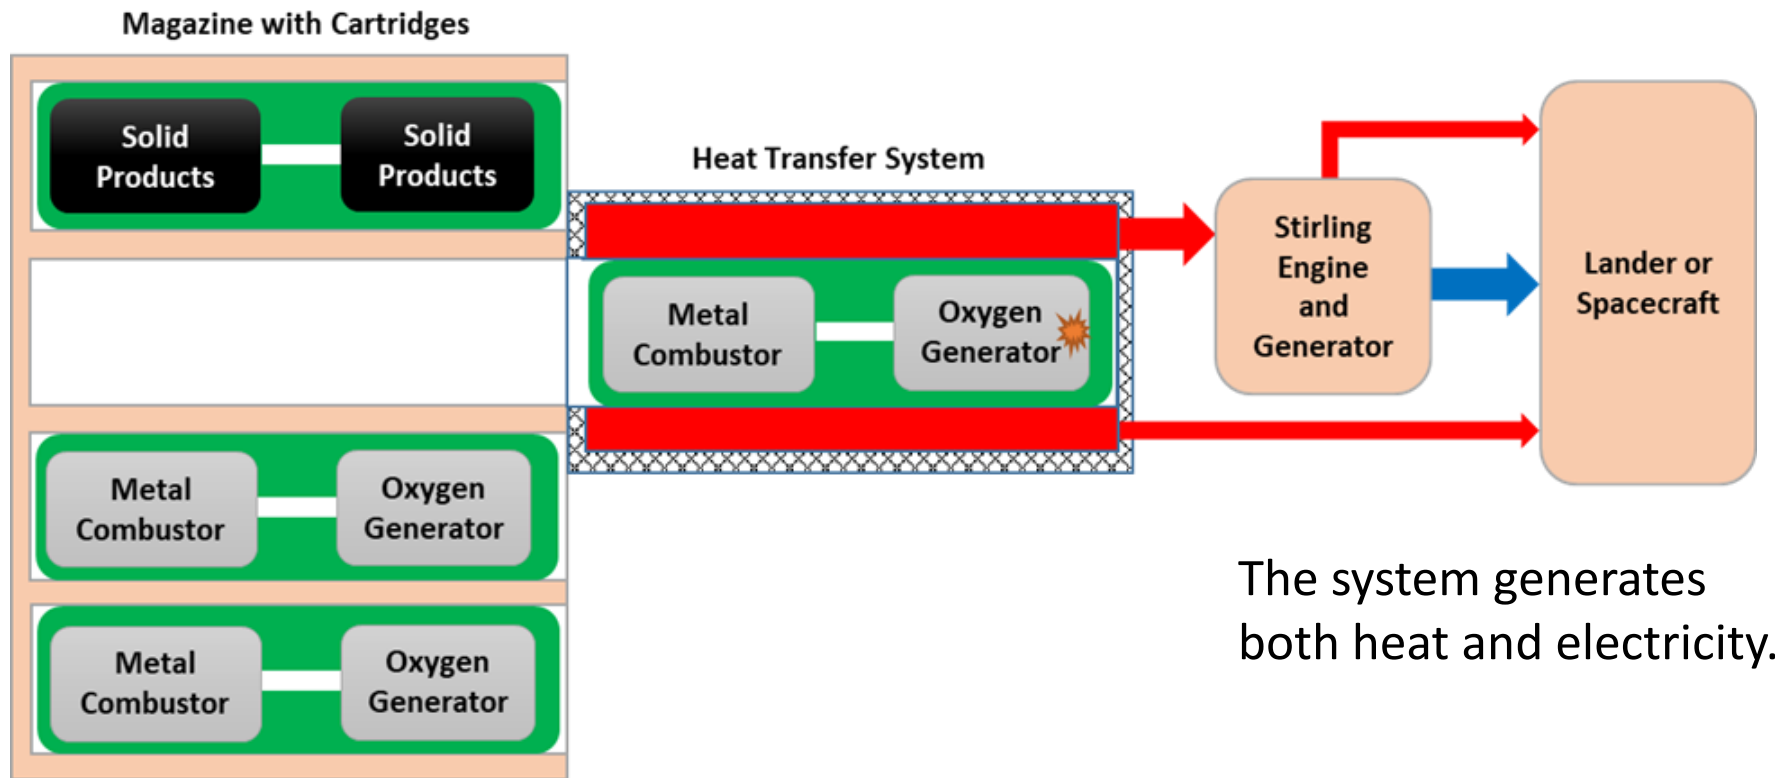 Magazine with Cartridges
Solid
Products
Solid
Products
Heat Transfer System
Metal
Combustor
Oxygen
Generator
Stirling
Engine
and
Generator
Lander or
Spacecraft
Metal
Combustor
Oxygen
Generator
Metal
Combustor
Oxygen
Generator
The system generates
both heat and electricity.